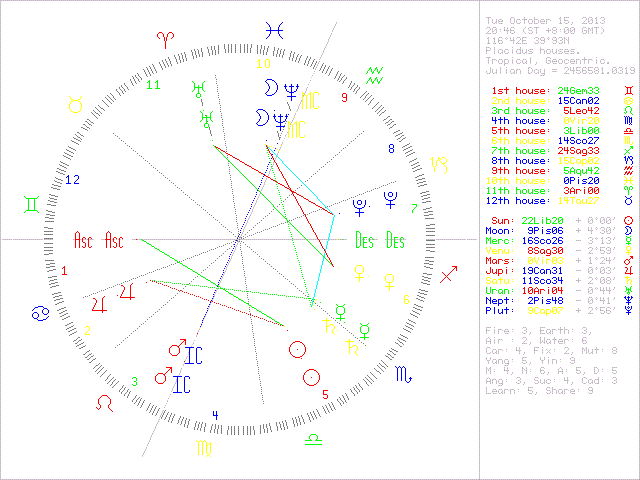 Tue October 15, 2013
20:46 (ST +8:00 GMT)
116°42E 39°93N
Placidus houses.
Tropical, Geocentric.
Julian Day = 2456581.0319
1st house: 24Gem33
2nd house: 15Can02
3rd house: 5Leo42
4th house: 0Vir20
5th house: 3Lib00
6th house: 14Sco27
7th house: 24Sag33
8th house: 15Cap02
9th house: 5Aqu42
10th house: 0Pis20
11th house: 3Ari00
12th house: 14Tau27
Sun: 22Lib20 + 0°00'
Moon: 9Pis06 + 4°30'
Merc: 16Sco26 - 3°13'
Venu: 8Sag30 - 2°59'
Mars: 0Vir03 + 1°24'
Jupi: 19Can31 - 0°03'
Satu: 11Sco34 + 2°08'
Uran: 10Ari04 - 0°44'
Nept: 2Pis48 - 0°41'
Plut: 9Cap07 + 2°56'
Fire: 3, Earth: 3,
Air : 2, Water: 6
Car: 4, Fix: 2, Mut: 8
Yang: 5, Yin: 9
M: 4, N: 6, A: 5, D: 5
Ang: 3, Suc: 4, Cad: 3
Learn: 5, Share: 9
10
11
9
MC
MC
12
8
7
Asc Asc
Des Des
1
6
2
IC
3
IC
5
4